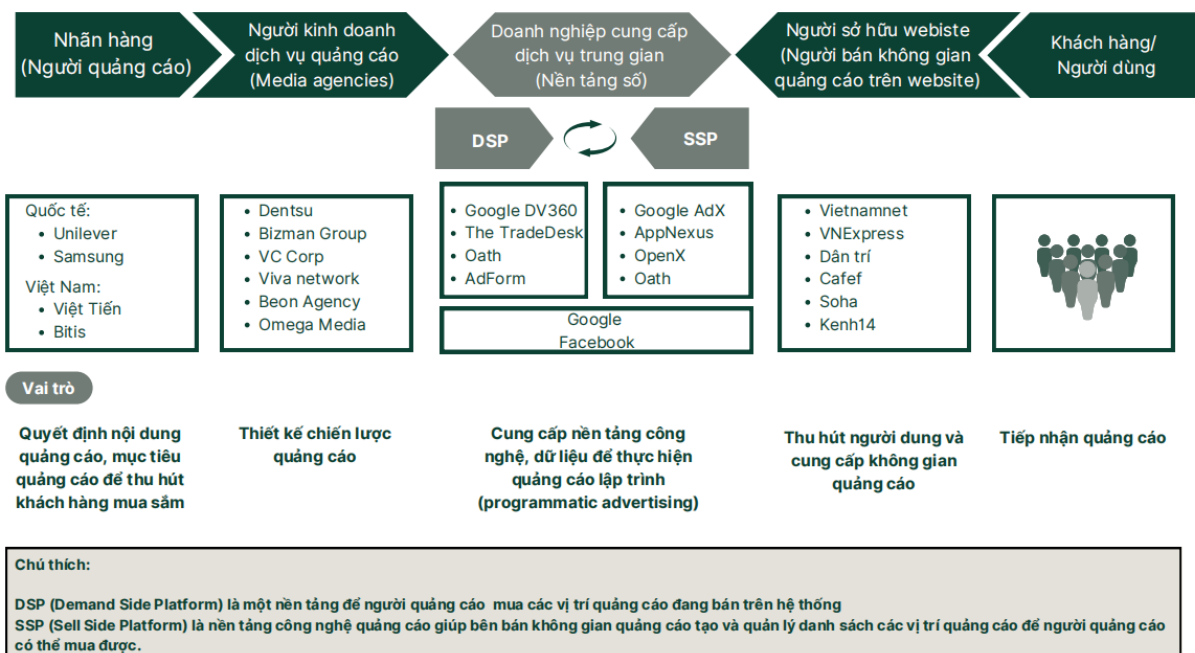 Nhãn hàng
(Người quảng cáo)
Người kinh doanh
dịch vụ quảng cáo
(Media agencies)
Doanh nghiệp cung cấp
dịch vụ trung gian
(Nền tảng số)
Người sở hữu webiste
(Người bán không gian
quảng cáo trên website)
Khách hàng/
Người dùng
DSP
SSP
Quốc tế:
• Unilever
• Samsung
Việt Nam:
• Việt Tiến
• Bitis
• Dentsu
• Bizman Group
• VC Corp
• Viva network
• Beon Agency
• Omega Media
• Google DV360
• The TradeDesk
• Oath
• AdForm
• Google AdX
• AppNexus
• OpenX
• Oath
Google
Facebook
• Vietnamnet
• VNExpress
• Dân trí
• Cafef
• Soha
• Kenh14
Vai trò
Quyết định nội dung
quảng cáo, mục tiêu
quảng cáo để thu hút
khách hàng mua sắm
Thiết kế chiến lược
quảng cáo
Cung cấp nền tảng công
nghệ, dữ liệu để thực hiện
quảng cáo lập trình
(programmatic advertising)
Thu hút người dung và
cung cấp không gian
quảng cáo
Tiếp nhận quảng cáo
Chú thích:
DSP (Demand Side Platform) là một nền tảng để người quảng cáo mua các vị trí quảng cáo đang bán trên hệ thống
SSP (Sell Side Platform) là nền tảng công nghệ quảng cáo giúp bên bán không gian quảng cáo tạo và quản lý danh sách các vị trí quảng cáo để người quảng cáo
có thể mua được.